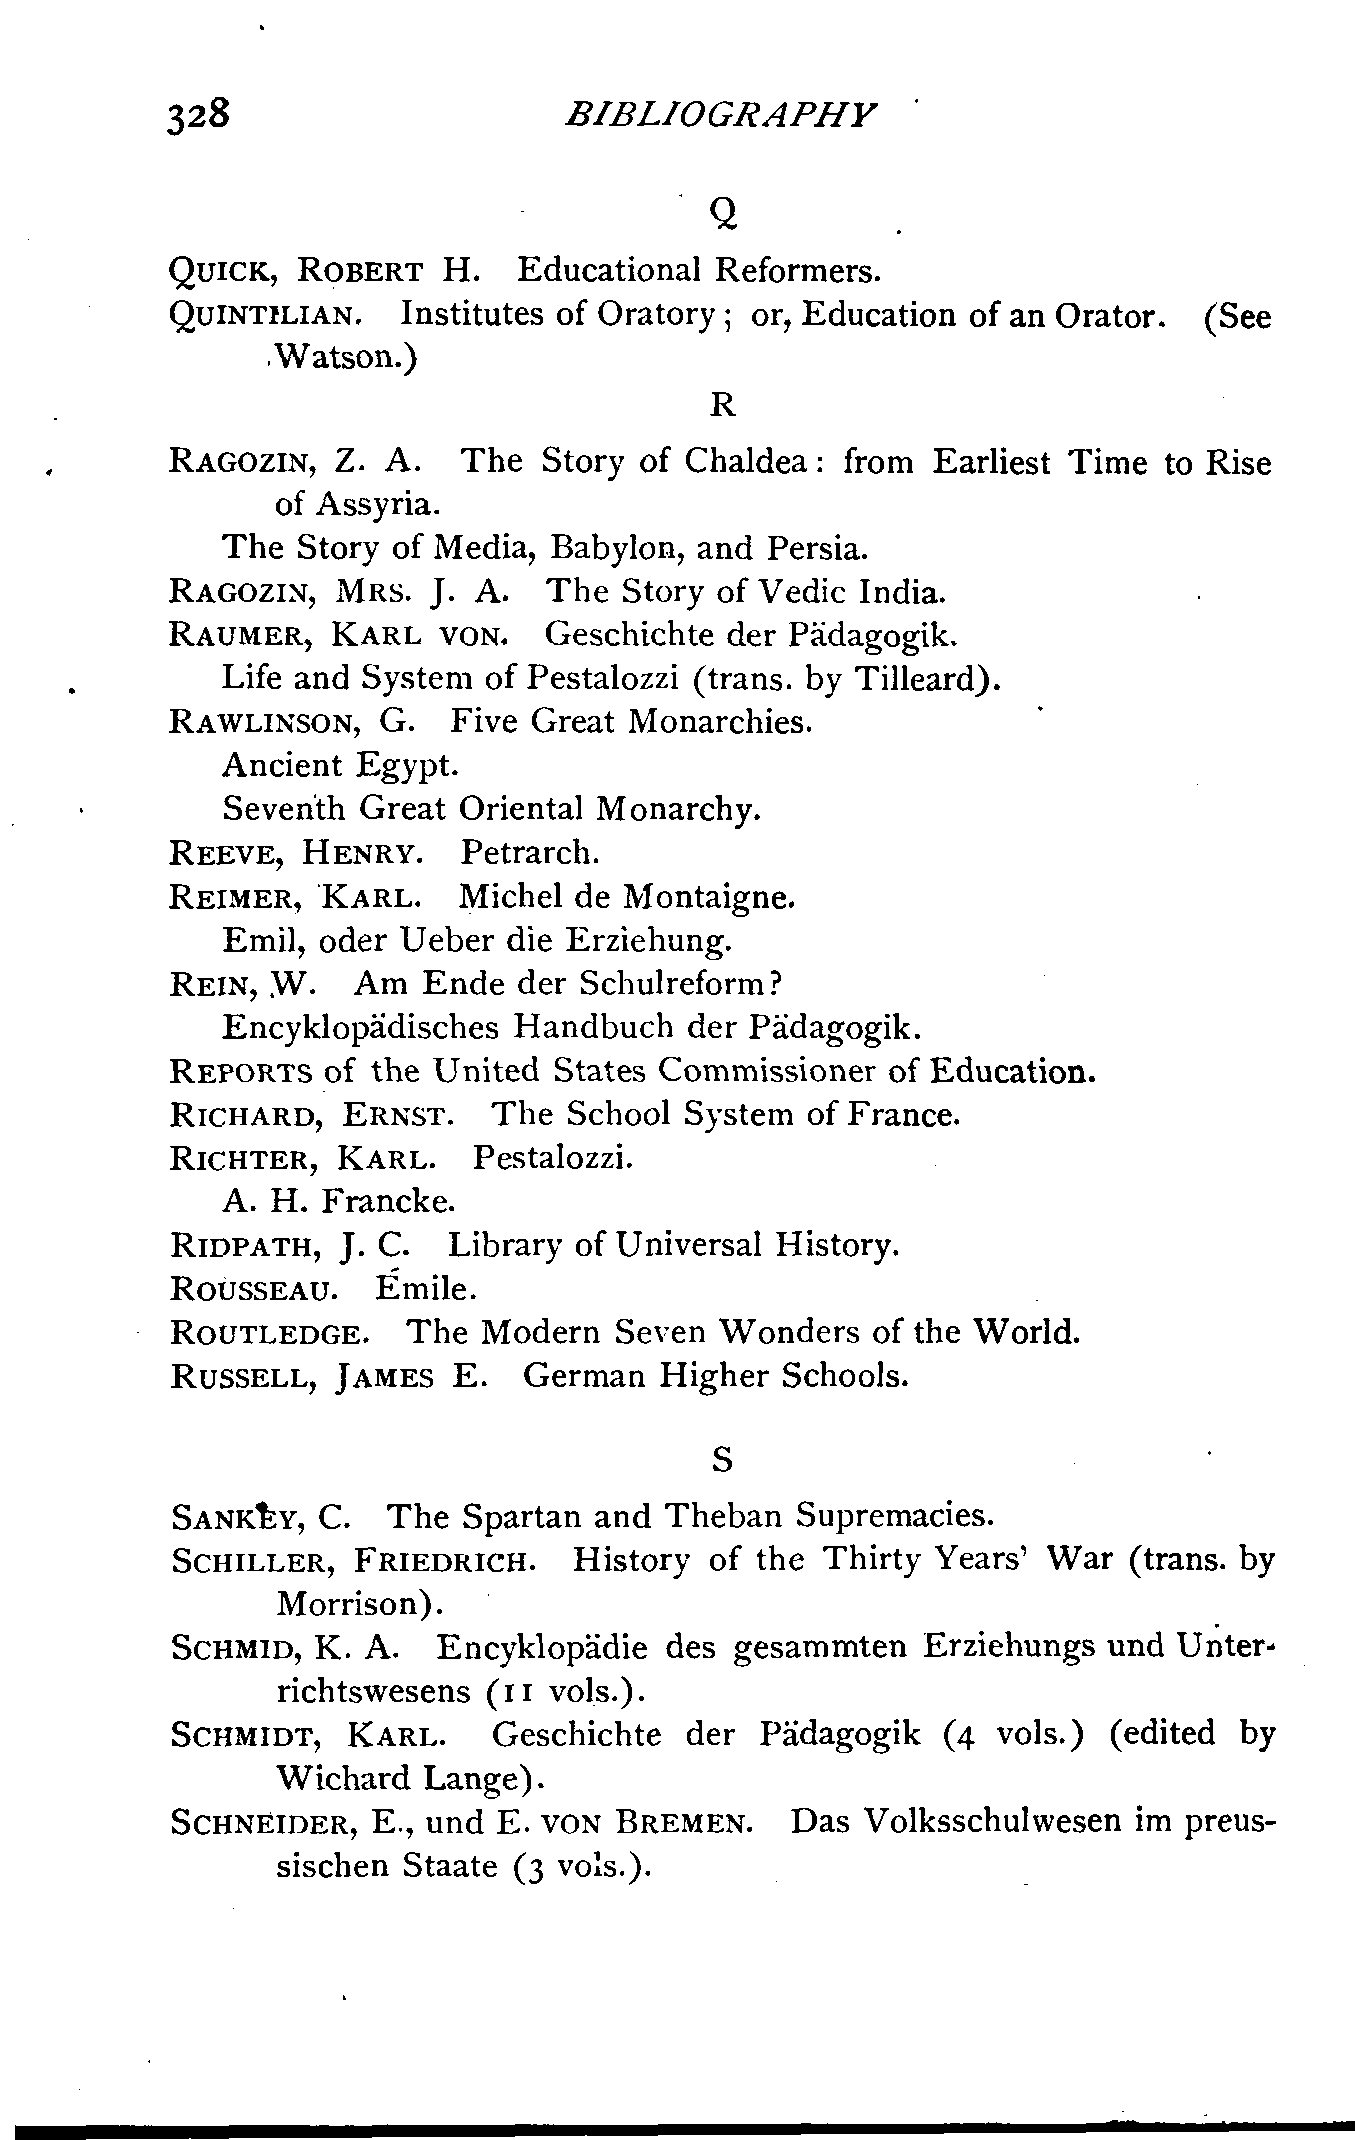 328 BIBLIOGRAPHY
Q
QUICK, ROBERT H. Educational Reformers.
QUINTILIAN. Institutes of Oratory; or, Education of an Orator. (See
Watson.)
R
RAGOZIN, Z. A. The Story of Chaldea: from Earliest Time to Rise
of Assyria.
The Story of Media, Babylon, and Persia.
RAGOZIN, MRS. J. A. The Story of Vedic India.
RAUMER, KARL VON. Geschichte der Pädagogik.
Life and System of Pestalozzi (trans. by Tilleard).
RAWLINSON, G. Five Great Monarchies.
Ancient Egypt.
Seventh Great Oriental Monarchy.
REEVE, HENRY. Petrarch.
REIMER, KARL. Michel de Montaigne.
Emil, oder Ueber die Erziehung.
REIN, W. Am Ende der Schulreform?
Encyklopädisches Handbuch der Pädagogik.
REPORTS of the United States Commissioner of Education.
RICHARD, ERNST. The School System of France.
RICHTER, KARL. Pestalozzi.
A. H. Francke.
RIDPATH, J. C. Library of Universal History.
ROUSSEAU. Émile.
ROUTLEDGE. The Modern Seven Wonders of the World.
RUSSELL, JAMES E. German Higher Schools.
S
SANKEY, C. The Spartan and Theban Supremacies.
SCHILLER, FRIEDRICH. History of the Thirty Years' War (trans. by
Morrison).
SCHMID, K. A. Encyklopädie des gesammten Erziehungs und Unter-
richtswesens (11 vols.).
SCHMIDT, KARL. Geschichte der Pädagogik (4 vols.) (edited by
Wichard Lange).
SCHNEIDER, E., und E. VON BREMEN. Das Volksschulwesen im preus-
sischen Staate (3 vols.).